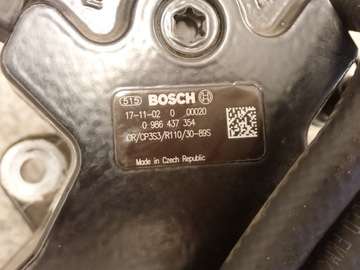 515 BOSCH
17-11-02 0 00020
0 986 437 354
CR/CP3S3/R110/30-89S
Made in Czech Republic